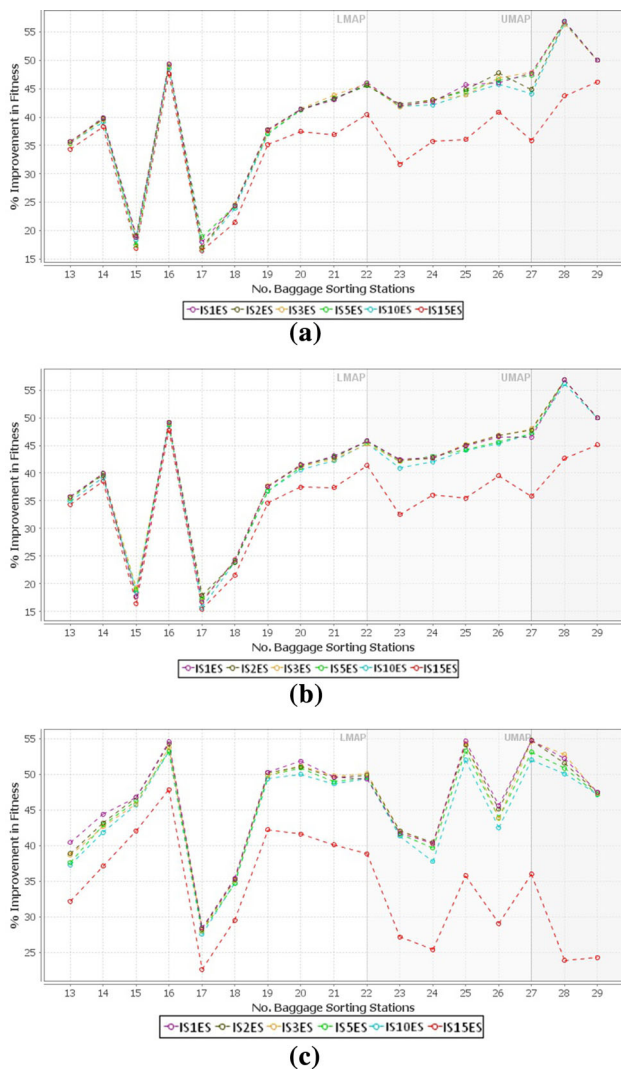 LMAP UMAP
% Improvement in Fitness
55
50
45
40
35
30
25
20
15
13 14 15 16 17 18 19 20 21 22 23 24 25 26 27 28 29
No. Baggage Sorting Stations
IS1ES IS2ES IS3ES IS5ES IS10ES IS15ES
(a)
LMAP UMAP
% Improvement in Fitness
55
50
45
40
35
30
25
20
15
13 14 15 16 17 18 19 20 21 22 23 24 25 26 27 28 29
No. Baggage Sorting Stations
IS1ES IS2ES IS3ES IS5ES IS10ES IS15ES
(b)
LMAP UMAP
% Improvement in Fitness
55
50
45
40
35
30
25
13 14 15 16 17 18 19 20 21 22 23 24 25 26 27 28 29
No. Baggage Sorting Stations
IS1ES IS2ES IS3ES IS5ES IS10ES IS15ES
(c)